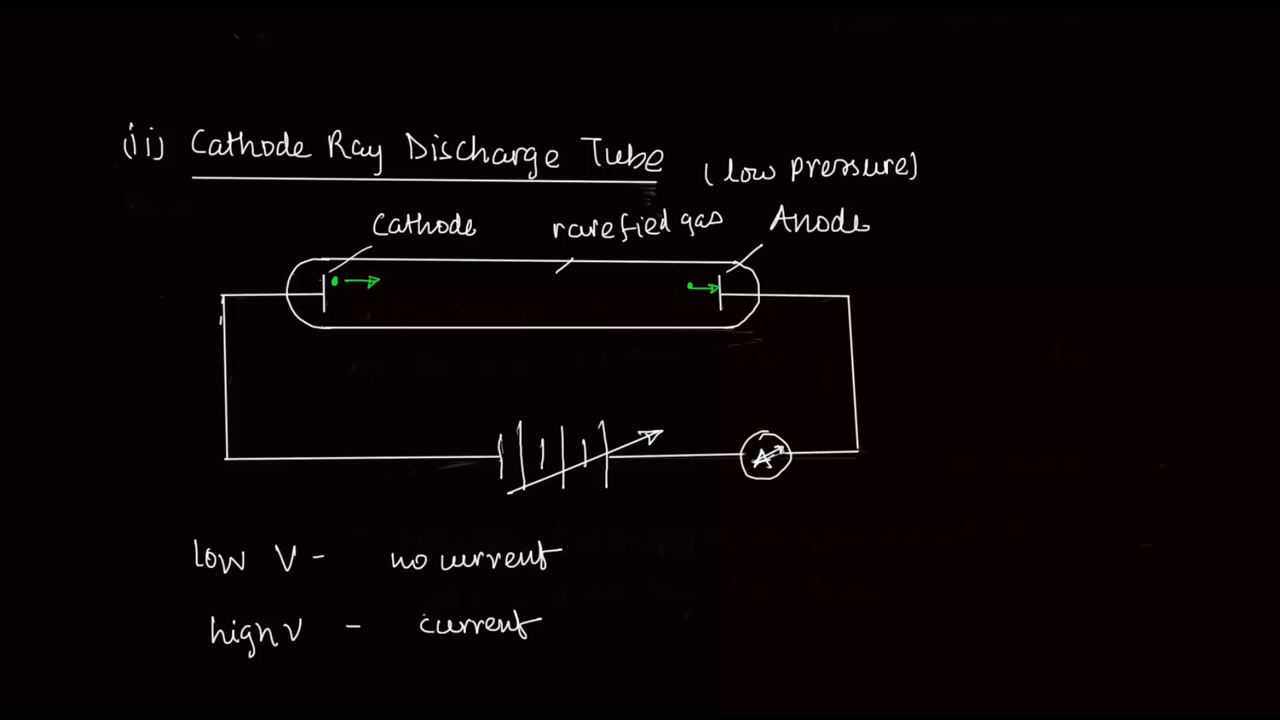 (ii) Cathode Ray Discharge Tube (low pressure)
Cathode rarefied gas Anode
A
low V - no current
high V - current